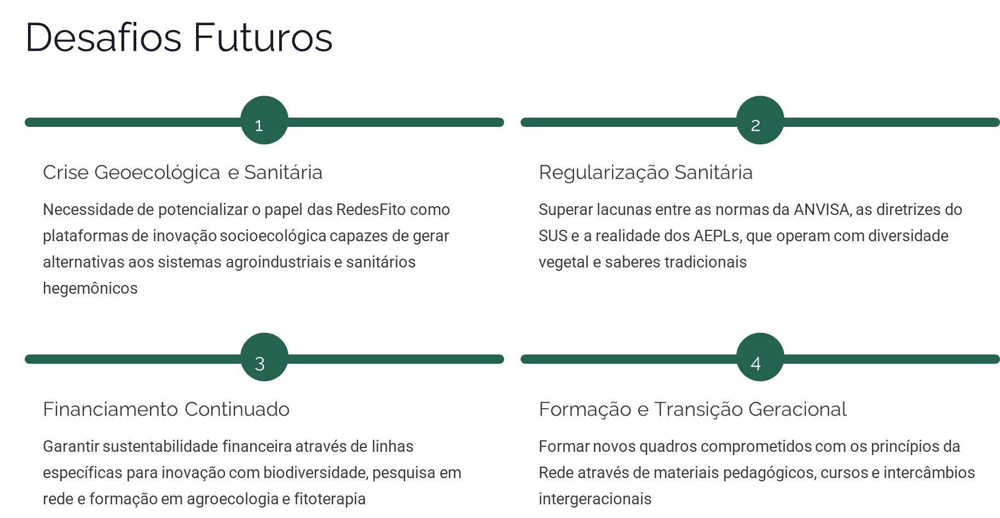 Desafios Futuros
1
Crise Geoecológica e Sanitária
Necessidade de potencializar o papel das RedesFito como
plataformas de inovação socioecológica capazes de gerar
alternativas aos sistemas agroindustriais e sanitários
hegemônicos
2
Regularização Sanitária
Superar lacunas entre as normas da ANVISA, as diretrizes do
SUS e a realidade dos AEPLs, que operam com diversidade
vegetal e saberes tradicionais
3
Financiamento Continuado
Garantir sustentabilidade financeira através de linhas
específicas para inovação com biodiversidade, pesquisa em
rede e formação em agroecologia e fitoterapia
4
Formação e Transição Geracional
Formar novos quadros comprometidos com os princípios da
Rede através de materiais pedagógicos, cursos e intercâmbios
intergeracionais